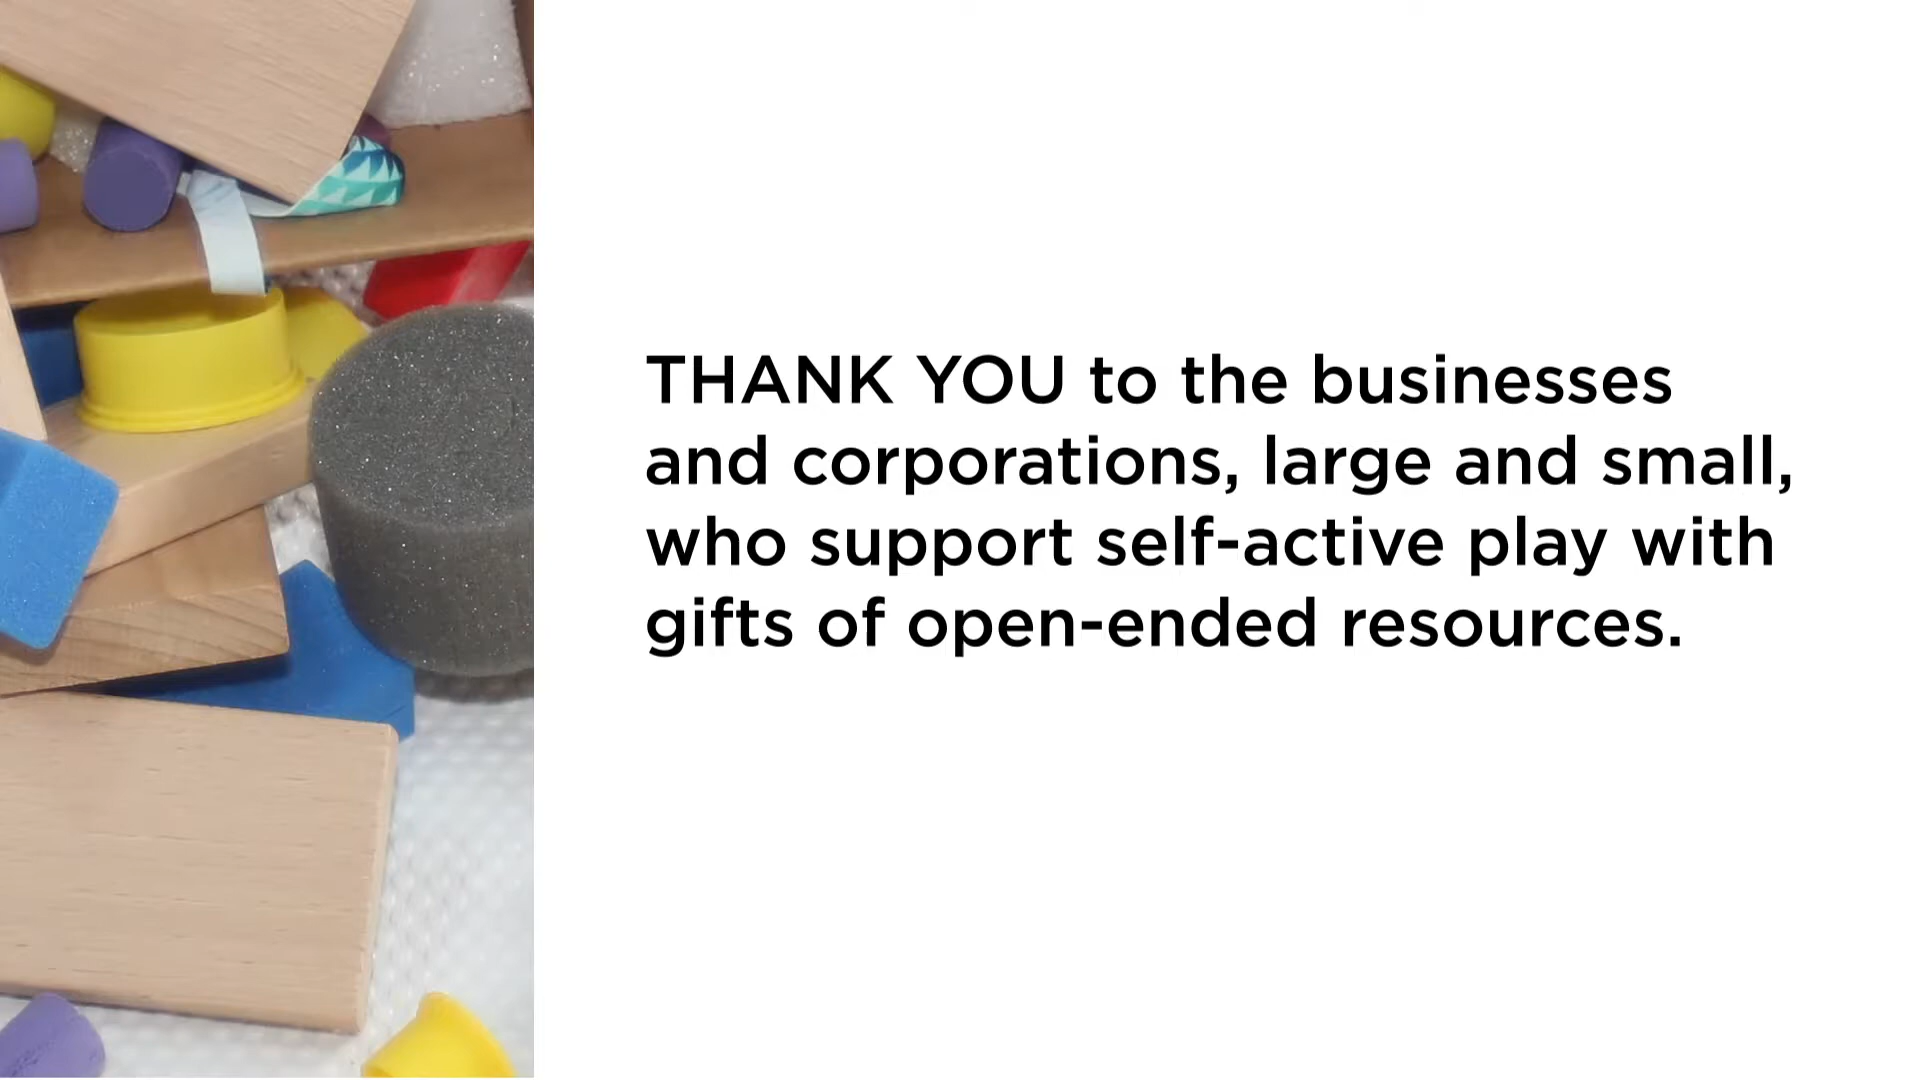 THANK YOU to the businesses
and corporations, large and small,
who support self-active play with
gifts of open-ended resources.